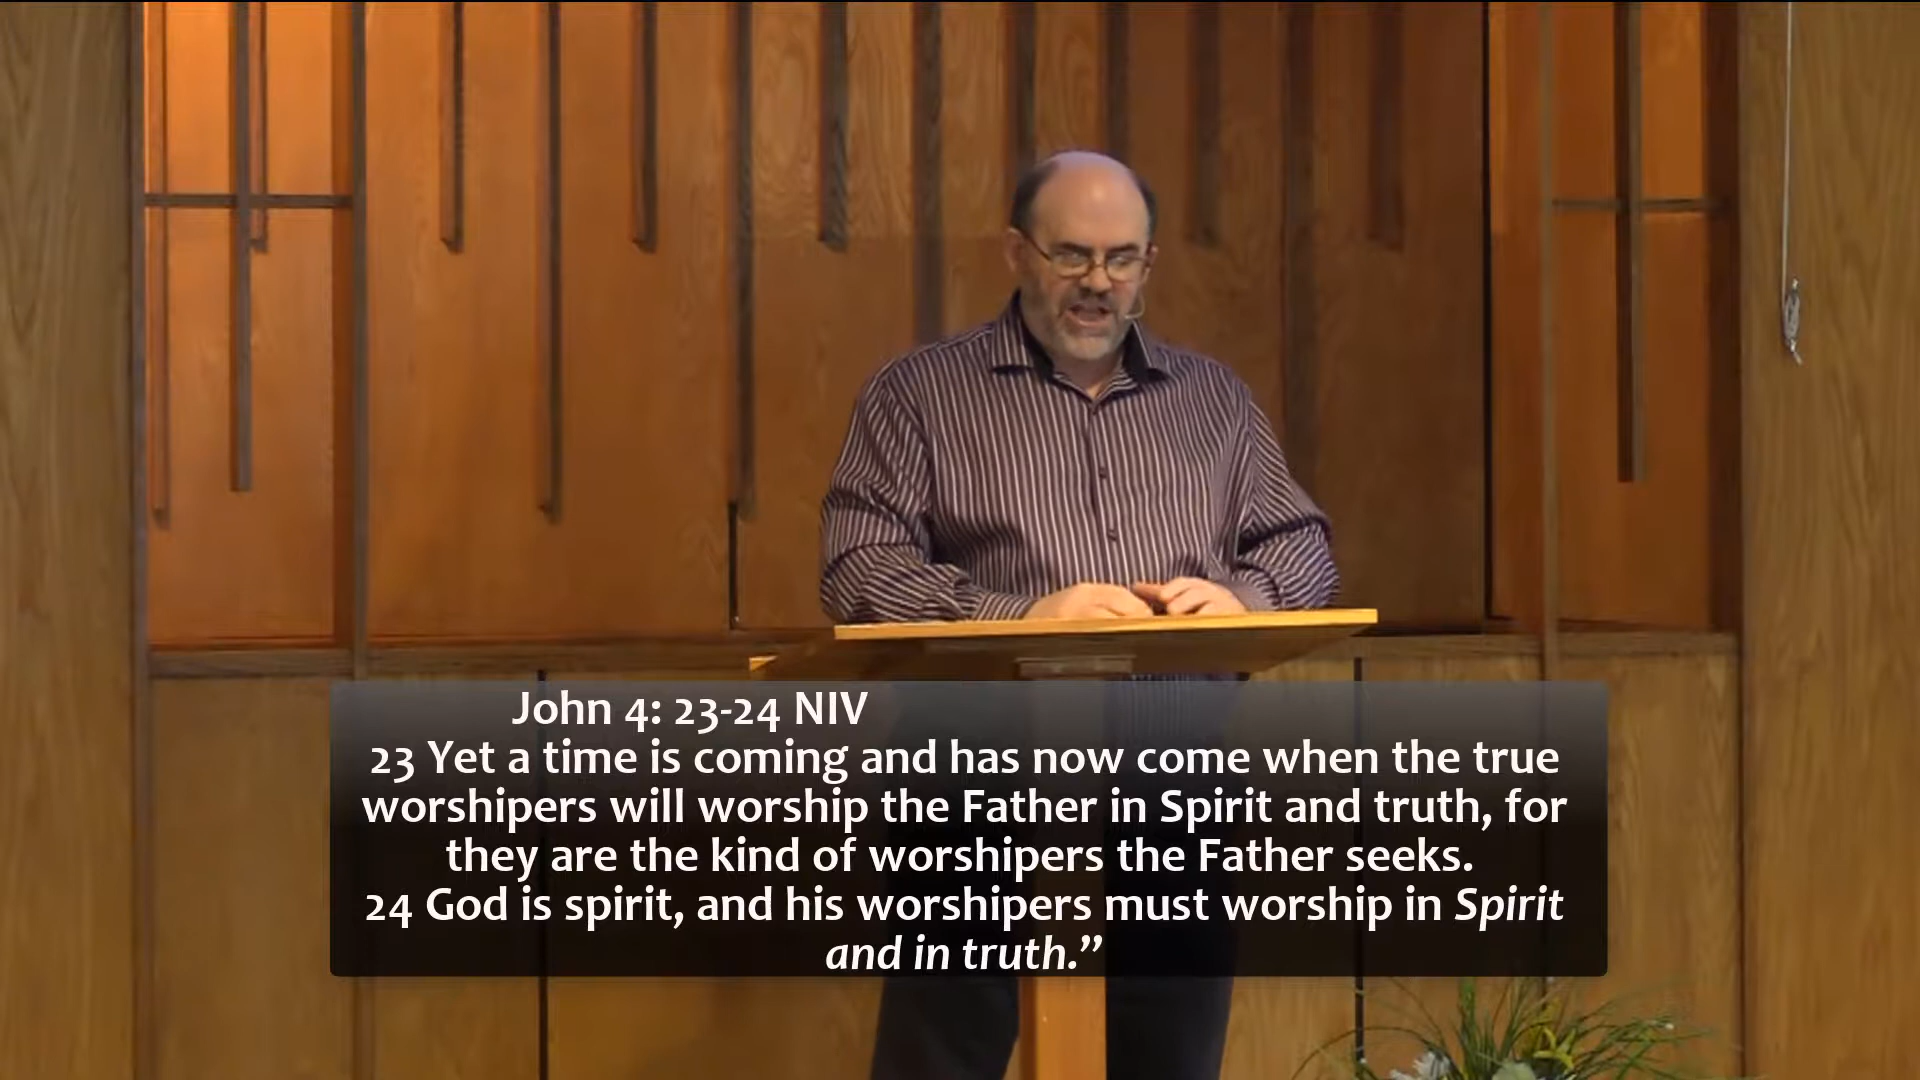 John 4: 23-24 NIV
23 Yet a time is coming and has now come when the true
worshipers will worship the Father in Spirit and truth, for
they are the kind of worshipers the Father seeks.
24 God is spirit, and his worshipers must worship in Spirit
and in truth.”